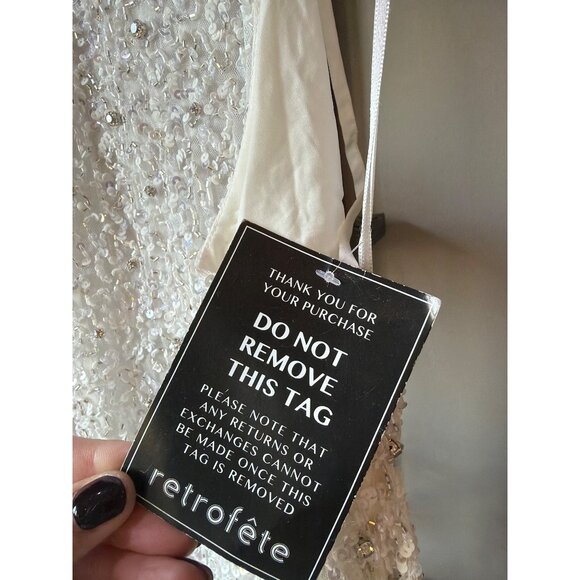 THANK YOU FOR
YOUR PURCHASE
DO NOT
REMOVE
THIS TAG
PLEASE NOTE THAT
ANY RETURNS OR
EXCHANGES CANNOT
BE MADE ONCE THIS
TAG IS REMOVED
retrofête